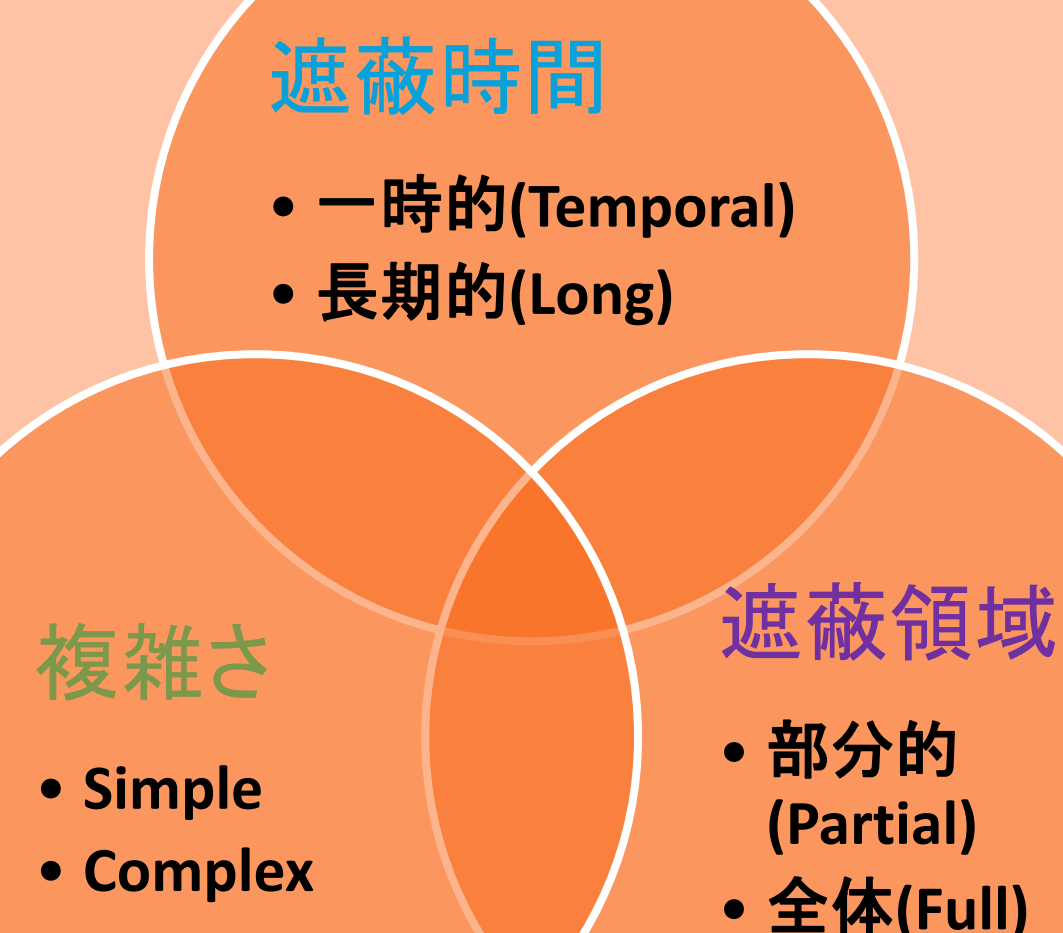 遮蔽時間
• 一時的(Temporal)
• 長期的(Long)
複雑さ
• Simple
• Complex
遮蔽領域
• 部分的
(Partial)
• 全体(Full)